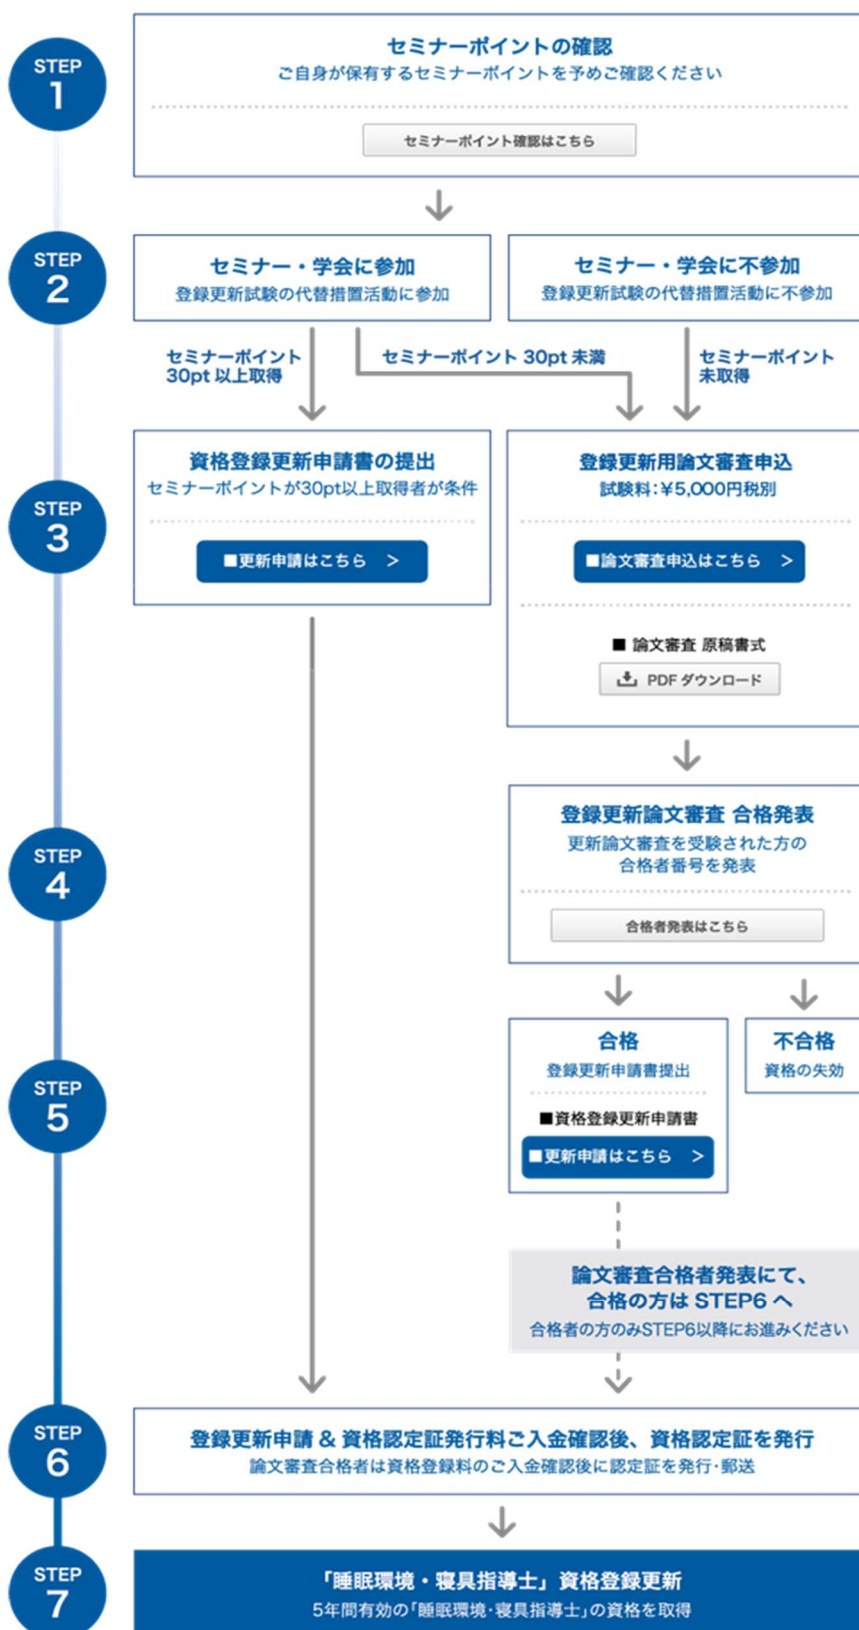 STEP
1
セミナーポイントの確認
ご自身が保有するセミナーポイントを予めご確認ください
セミナーポイント確認はこちら
STEP
2
セミナー・学会に参加
登録更新試験の代替措置活動に参加
セミナー・学会に不参加
登録更新試験の代替措置活動に不参加
セミナーポイント
30pt 以上取得
セミナーポイント 30pt 未満
セミナーポイント
未取得
STEP
3
資格登録更新申請書の提出
セミナーポイントが30pt以上取得者が条件
■更新申請はこちら >
登録更新用論文審査申込
試験料:¥5,000円税別
■論文審査申込はこちら >
■ 論文審査 原稿書式
PDF ダウンロード
STEP
4
登録更新論文審査 合格発表
更新論文審査を受験された方の
合格者番号を発表
合格者発表はこちら
STEP
5
合格
登録更新申請書提出
■資格登録更新申請書
■更新申請はこちら >
不合格
資格の失効
論文審査合格者発表にて、
合格の方は STEP6 へ
合格者の方のみSTEP6以降にお進みください
STEP
6
登録更新申請 & 資格認定証発行料ご入金確認後、資格認定証を発行
論文審査合格者は資格登録料のご入金確認後に認定証を発行・郵送
STEP
7
「睡眠環境・寝具指導士」資格登録更新
5年間有効の「睡眠環境・寝具指導士」の資格を取得